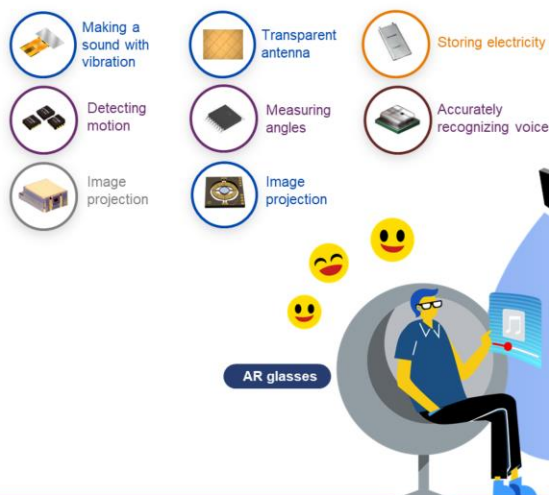 Making a
sound with
vibration
Transparent
antenna
Storing electricity
Detecting
motion
Measuring
angles
Accurately
recognizing voice
Image
projection
Image
projection
AR glasses